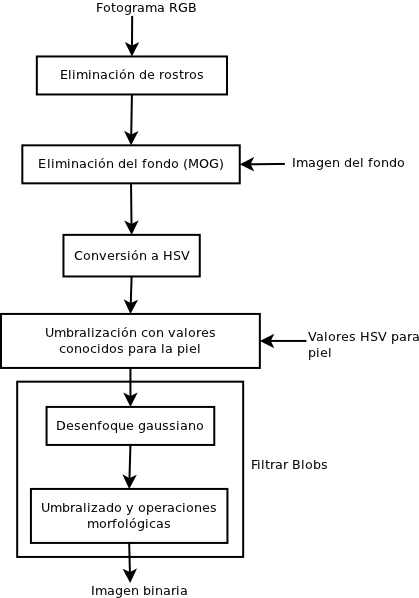 Fotograma RGB
Eliminación de rostros
Eliminación del fondo (MOG)
Imagen del fondo
Conversión a HSV
Umbralización con valores
conocidos para la piel
Valores HSV para
piel
Desenfoque gaussiano
Filtrar Blobs
Umbralizado y operaciones
morfológicas
Imagen binaria